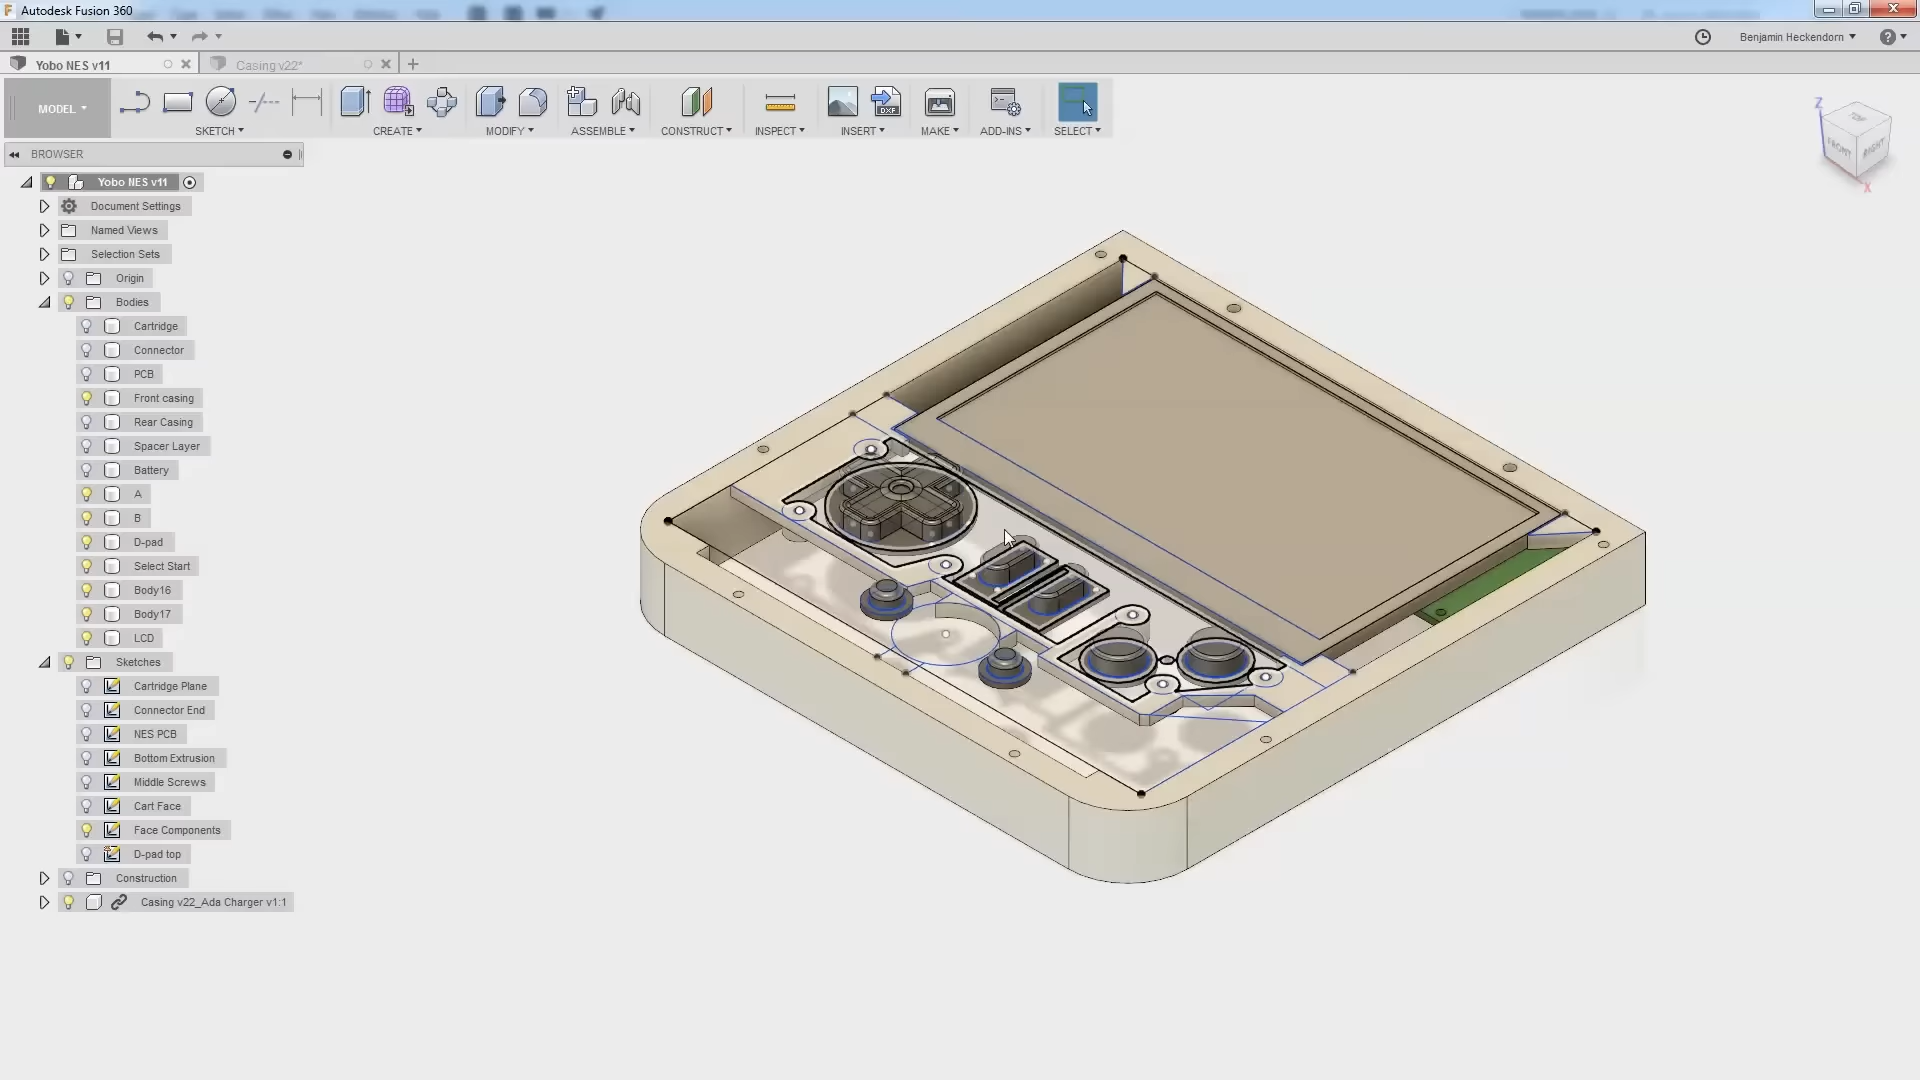 Autodesk Fusion 360
Benjamin Heckendorn
Yobo NES v11
Casing v22*
MODEL
SKETCH
CREATE
MODIFY
ASSEMBLE
CONSTRUCT
INSPECT
INSERT
MAKE
ADD-INS
SELECT
DXF
Z
FRONT
RIGHT
X
BROWSER
Yobo NES v11
Document Settings
Named Views
Selection Sets
Origin
Bodies
Cartridge
Connector
PCB
Front casing
Rear Casing
Spacer Layer
Battery
A
B
D-pad
Select Start
Body16
Body17
LCD
Sketches
Cartridge Plane
Connector End
NES PCB
Bottom Extrusion
Middle Screws
Cart Face
Face Components
D-pad top
Construction
Casing v22_Ada Charger v1:1